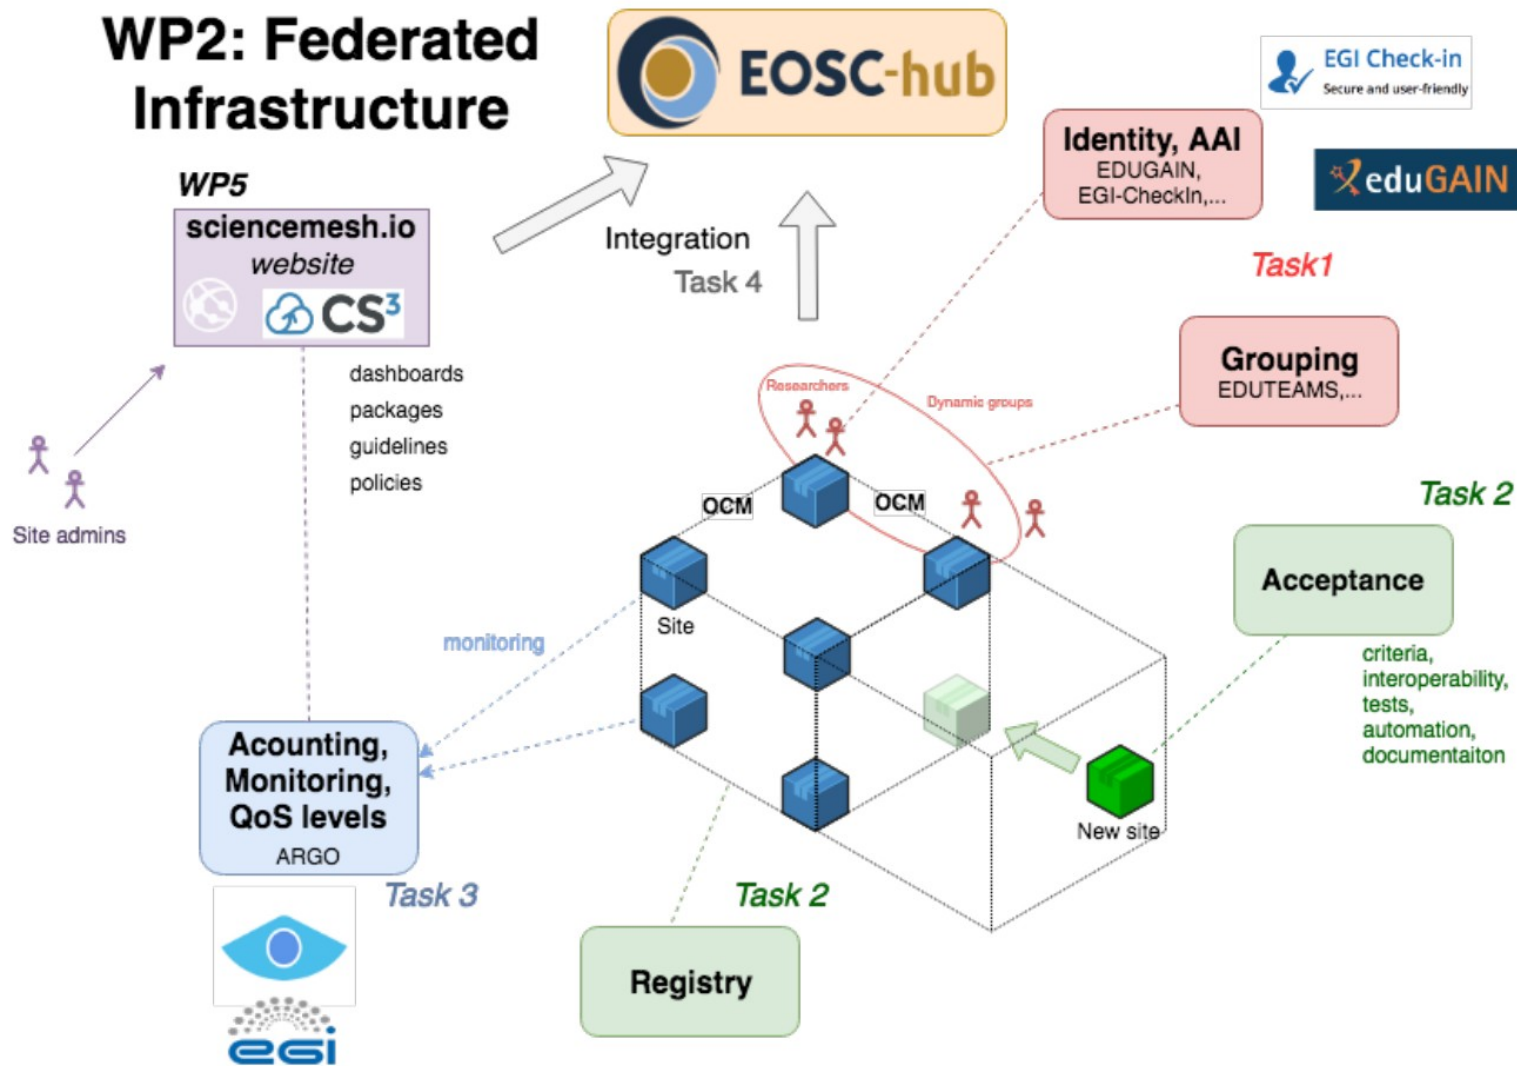 WP2: Federated
Infrastructure
EOSC-hub
EGI Check-in
Secure and user-friendly
Identity, AAI
EDUGAIN,
EGI-CheckIn,...
eduGAIN
Task1
WP5
sciencemesh.io
website
CS³
Integration
Task 4
Grouping
EDUTEAMS,...
dashboards
packages
guidelines
policies
Site admins
Researchers
Dynamic groups
OCM
OCM
Task 2
Acceptance
criteria,
interoperability,
tests,
automation,
documentaiton
Site
monitoring
New site
Acounting,
Monitoring,
QoS levels
ARGO
Task 3
Task 2
Registry
egi